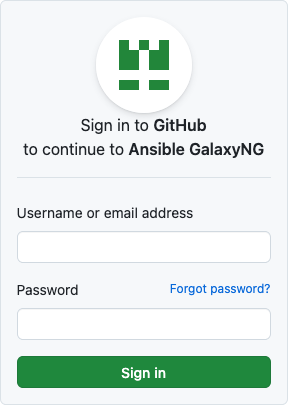 Sign in to GitHub
to continue to Ansible GalaxyNG
Username or email address
Password Forgot password?
Sign in